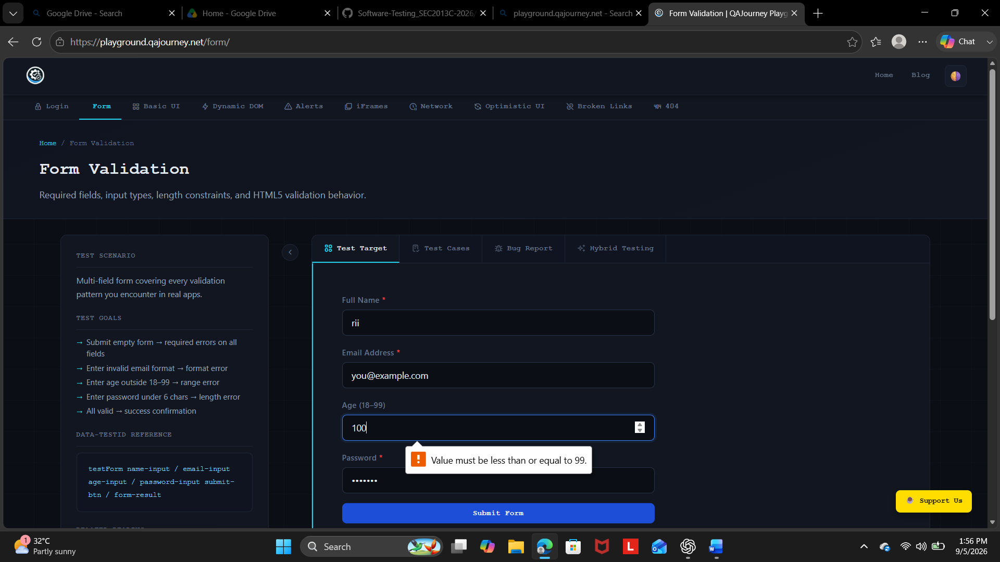 Google Drive - Search
Home - Google Drive
Software-Testing_SEC2013C-2026/
playground.qajourney.net - Search
Form Validation | QAJourney Playg
https://playground.qajourney.net/form/
Chat
Home
Blog
Login
Form
Basic UI
Dynamic DOM
Alerts
iFrames
Network
Optimistic UI
Broken Links
404 404
Home / Form Validation
Form Validation
Required fields, input types, length constraints, and HTML5 validation behavior.
TEST SCENARIO
Multi-field form covering every validation
pattern you encounter in real apps.
TEST GOALS
→ Submit empty form → required errors on all
fields
→ Enter invalid email format → format error
→ Enter age outside 18–99 → range error
→ Enter password under 6 chars → length error
→ All valid → success confirmation
DATA-TESTID REFERENCE
testForm name-input / email-input
age-input / password-input submit-
btn / form-result
Test Target
Test Cases
Bug Report
Hybrid Testing
Full Name *
rii
Email Address *
you@example.com
Age (18–99)
100
Value must be less than or equal to 99.
Password *
•••••••
Submit Form
Support Us
1
32°C
Partly sunny
Search
L
1:56 PM
9/5/2026